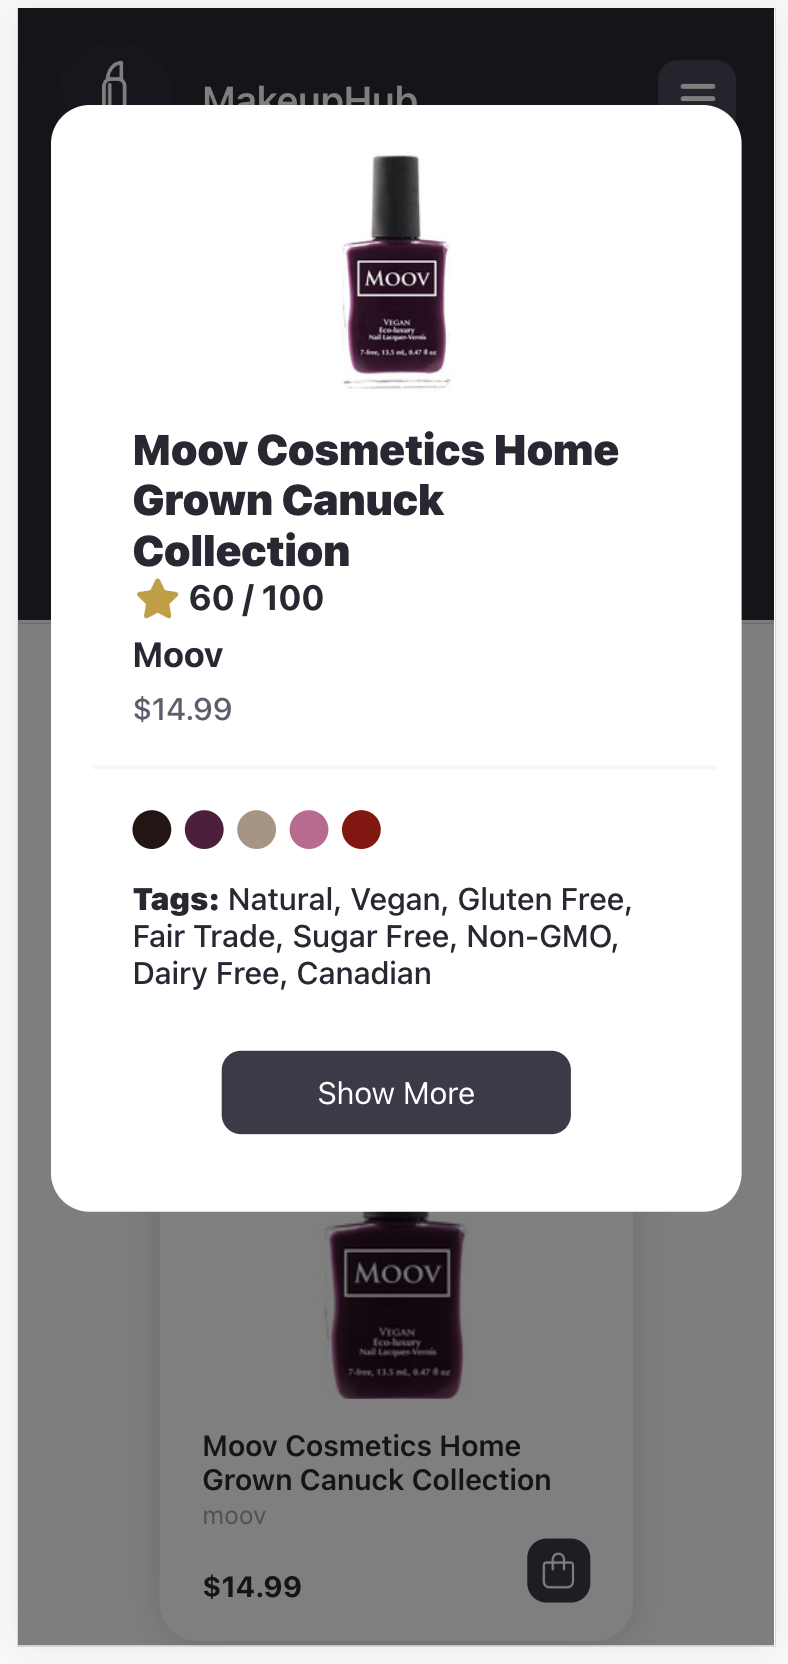 MakeupHub
MOOV
VEGAN
Eco-luxury
Nail Lacquer-Vernis
7-free, 13.5 mL, 0.47 fl oz
Moov Cosmetics Home
Grown Canuck
Collection
60 / 100
Moov
$14.99
Tags: Natural, Vegan, Gluten Free,
Fair Trade, Sugar Free, Non-GMO,
Dairy Free, Canadian
Show More
MOOV
VEGAN
Eco-luxury
Nail Lacquer-Vernis
7-free, 13.5 mL, 0.47 fl oz
Moov Cosmetics Home
Grown Canuck Collection
moov
$14.99